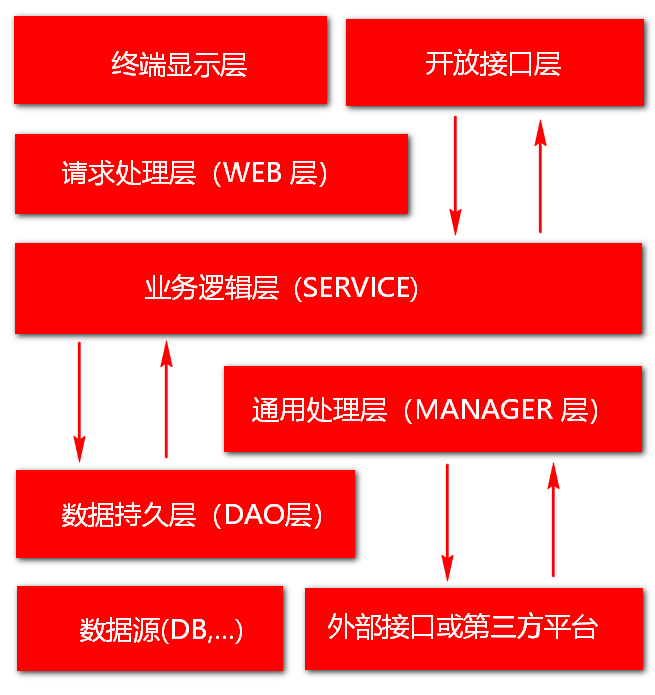 终端显示层
开放接口层
请求处理层（WEB 层）
业务逻辑层（SERVICE）
通用处理层（MANAGER 层）
数据持久层（DAO层）
数据源(DB,...)
外部接口或第三方平台